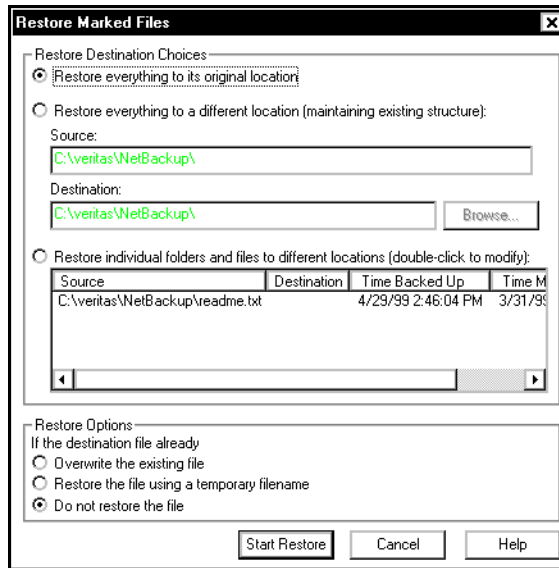 Restore Marked Files
Restore Destination Choices
Restore everything to its original location
Restore everything to a different location (maintaining existing structure):
Source:
C:\veritas\NetBackup\
Destination:
C:\veritas\NetBackup\
Browse...
Restore individual folders and files to different locations (double-click to modify):
Source Destination Time Backed Up Time M
C:\veritas\NetBackup\readme.txt 4/29/99 2:46:04 PM 3/31/99
Restore Options
If the destination file already
Overwrite the existing file
Restore the file using a temporary filename
Do not restore the file
Start Restore Cancel Help